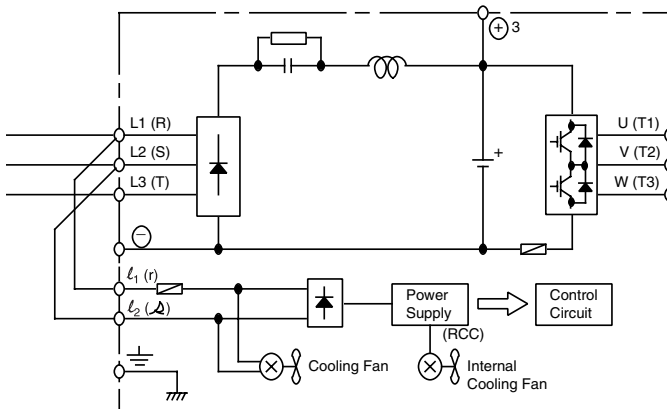 ⊕3
L1 (R)
L2 (S)
L3 (T)
U (T1)
V (T2)
W (T3)
+
⊖
ℓ1 (r)
ℓ2 (s)
Power
Supply
(RCC)
Control
Circuit
Cooling Fan
Internal
Cooling Fan